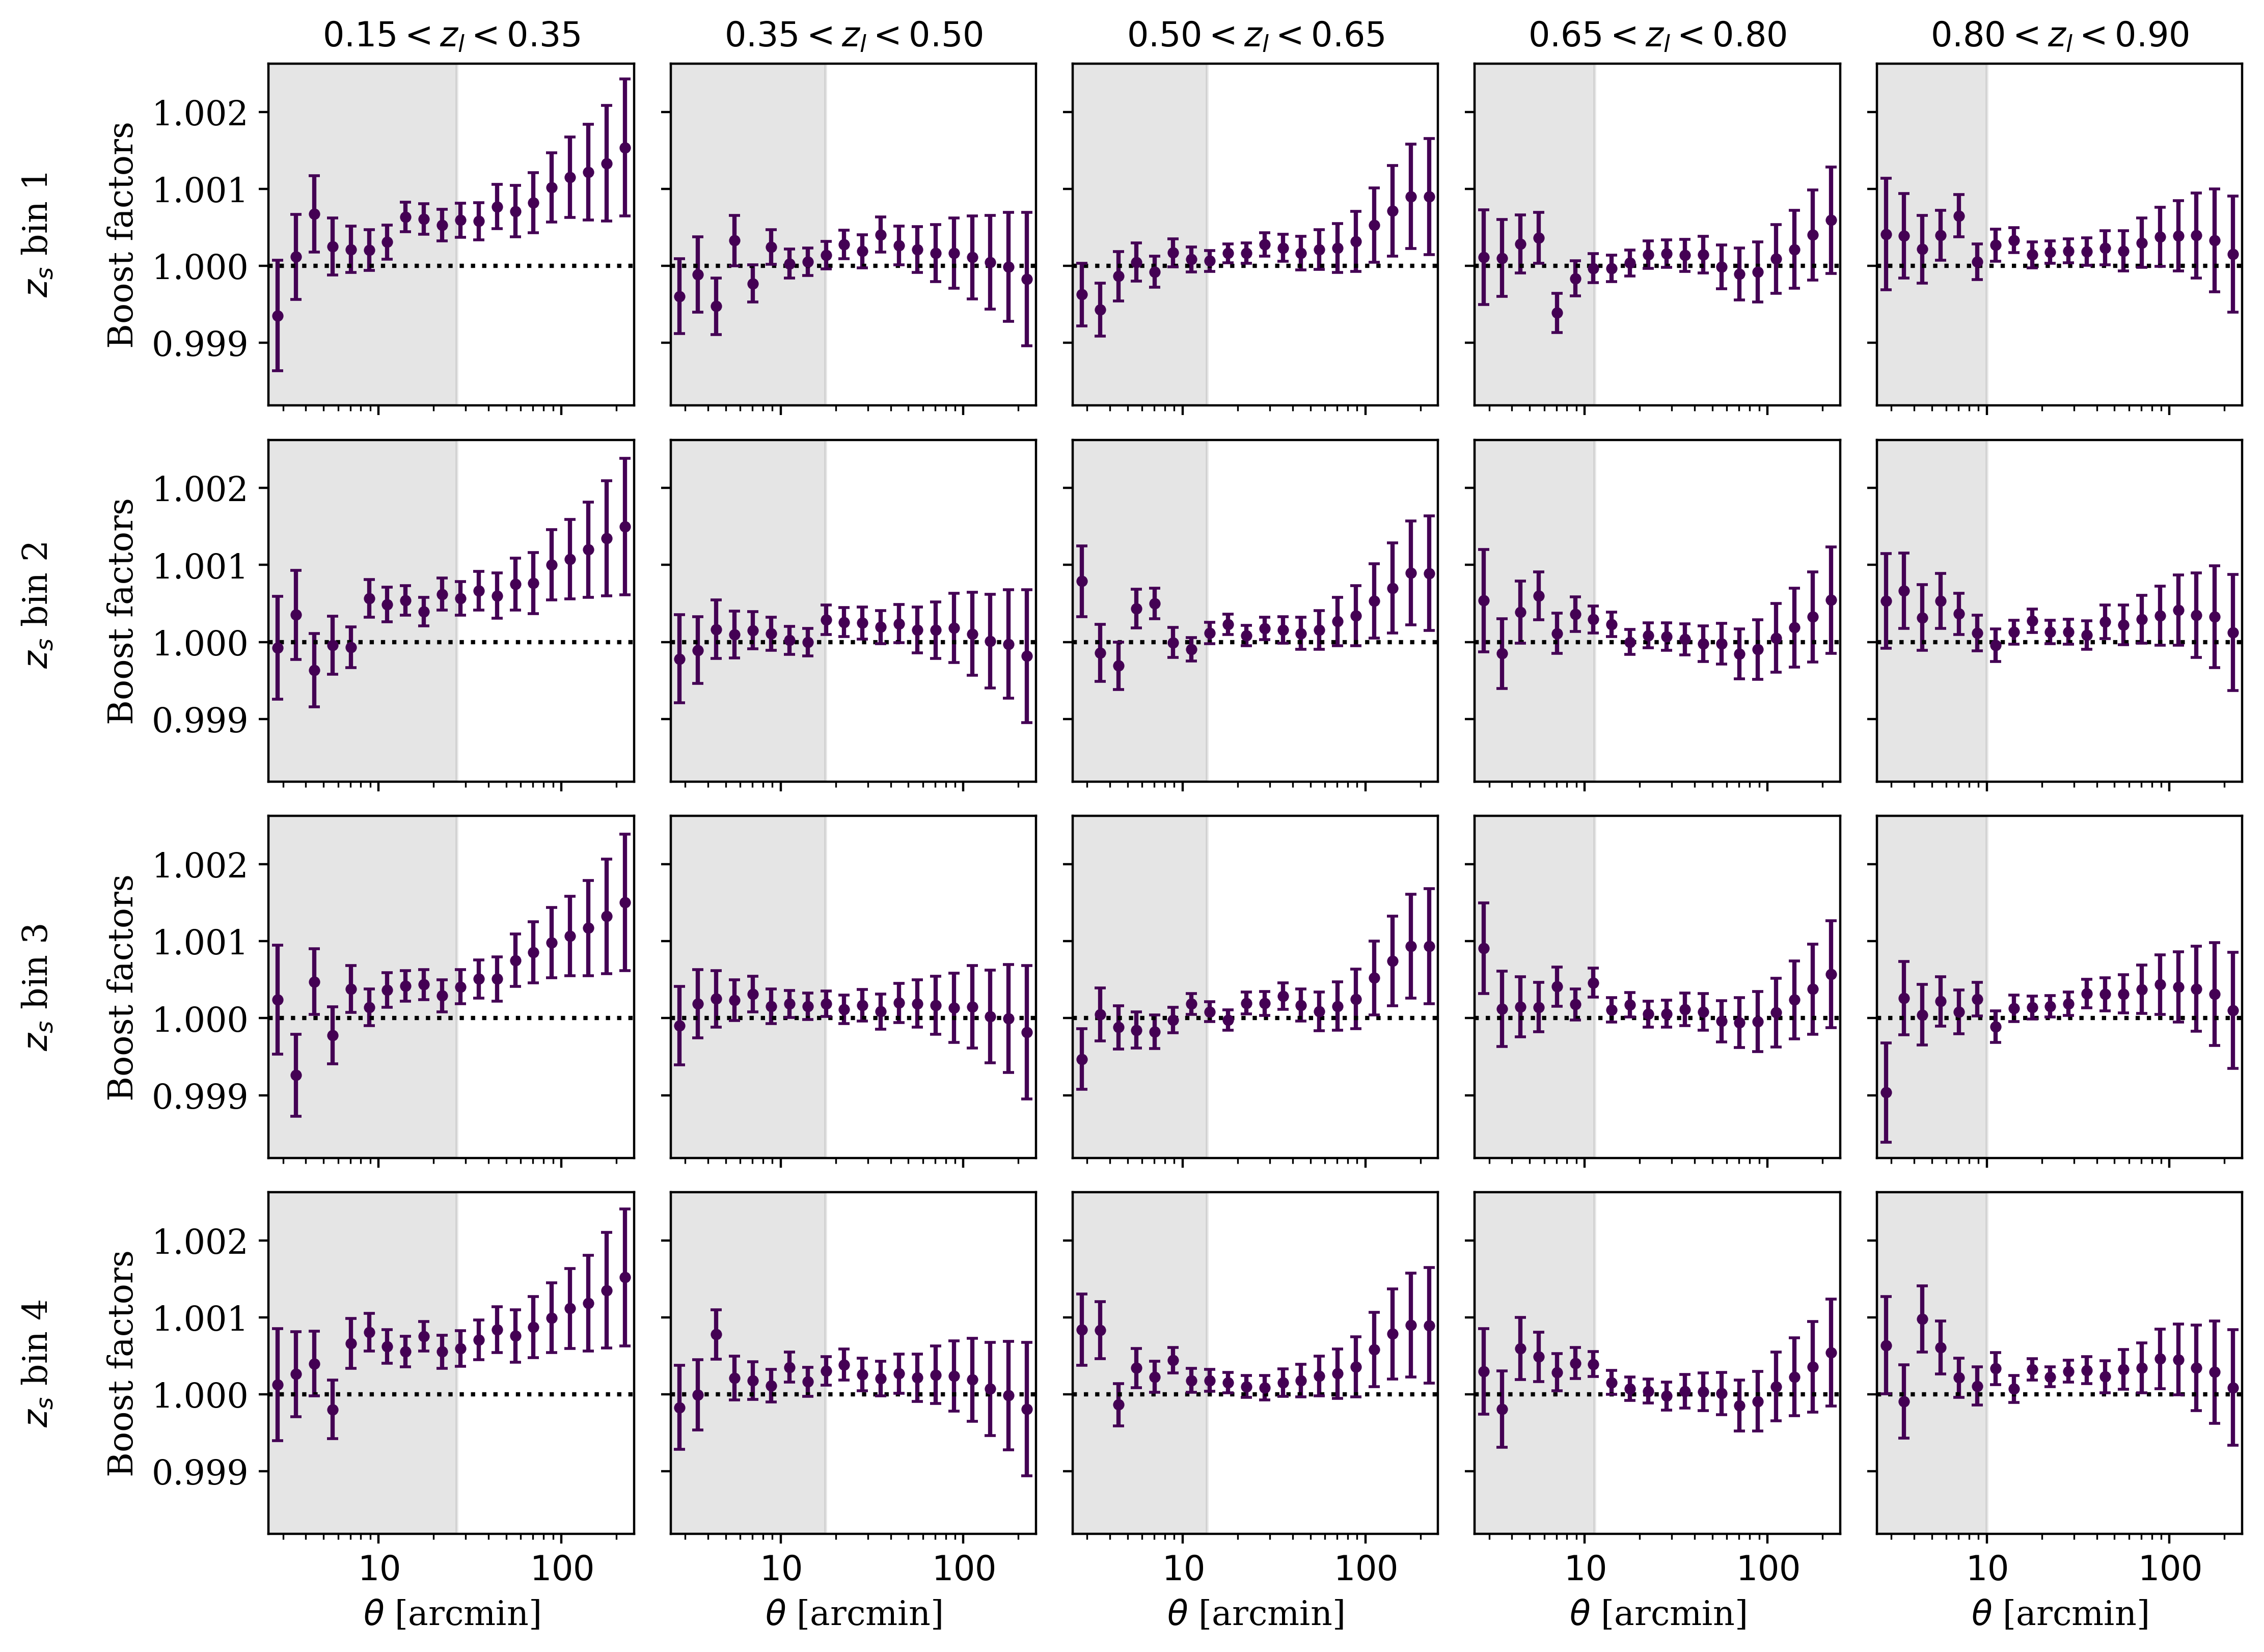 0.15 < z_l < 0.35 0.35 < z_l < 0.50 0.50 < z_l < 0.65 0.65 < z_l < 0.80 0.80 < z_l < 0.90
z_s bin 1
Boost factors
1.002
1.001
1.000
0.999
z_s bin 2
Boost factors
1.002
1.001
1.000
0.999
z_s bin 3
Boost factors
1.002
1.001
1.000
0.999
z_s bin 4
Boost factors
1.002
1.001
1.000
0.999
10 100 10 100 10 100 10 100 10 100
θ [arcmin] θ [arcmin] θ [arcmin] θ [arcmin] θ [arcmin]